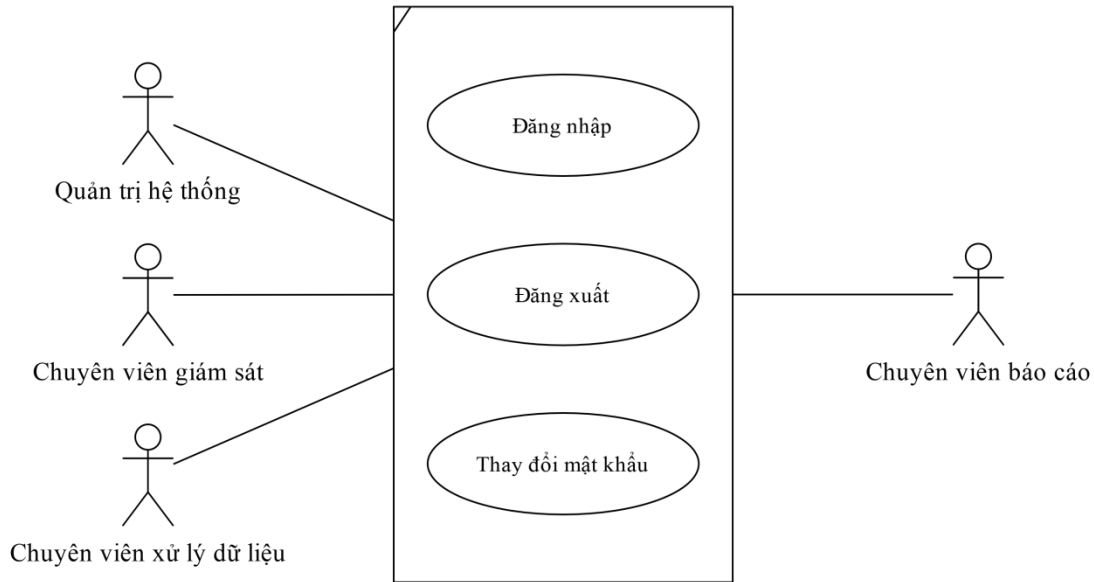 Đăng nhập
Quản trị hệ thống
Đăng xuất
Chuyên viên giám sát
Chuyên viên báo cáo
Thay đổi mật khẩu
Chuyên viên xử lý dữ liệu